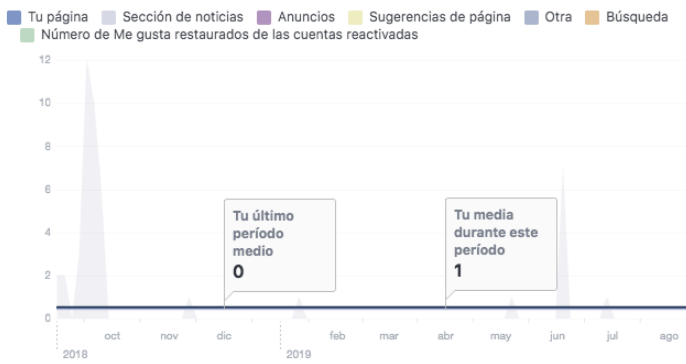 Tu página Sección de noticias Anuncios Sugerencias de página Otra Búsqueda
Número de Me gusta restaurados de las cuentas reactivadas
12
10
8
6
4
2
0
Tu último
período
medio
0
Tu media
durante este
período
1
oct nov dic feb mar abr may jun jul ago
2018 2019